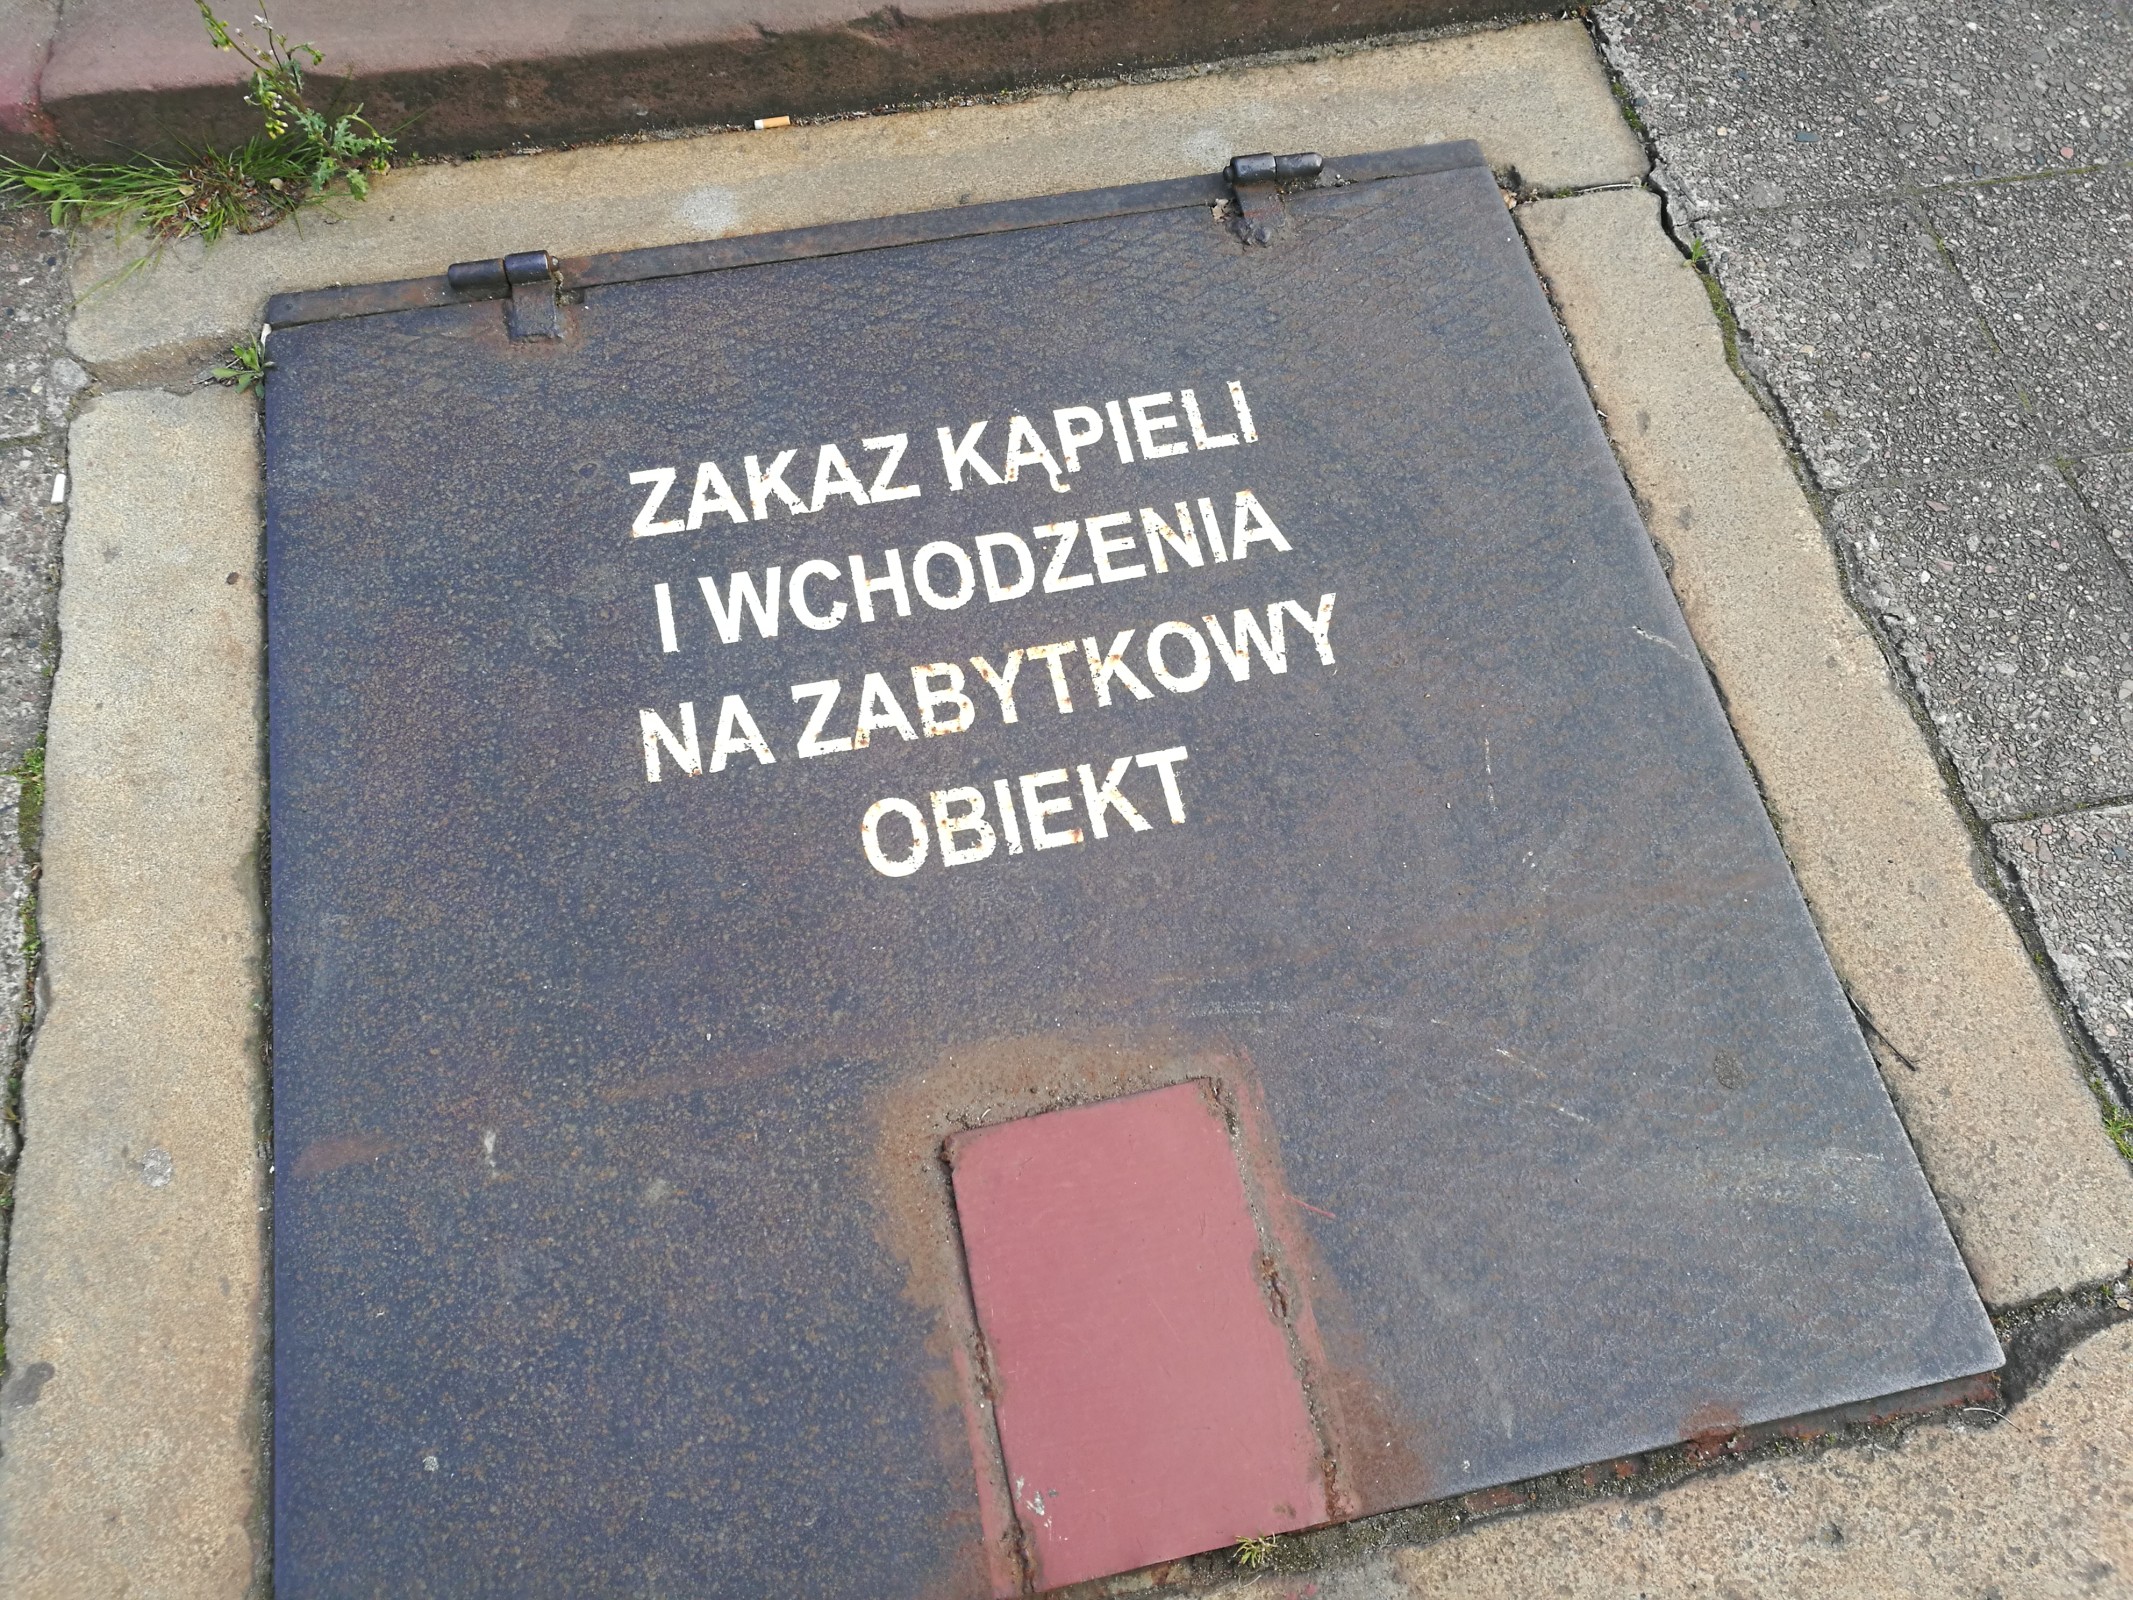 ZAKAZ KĄPIELI
I WCHODZENIA
NA ZABYTKOWY
OBIEKT